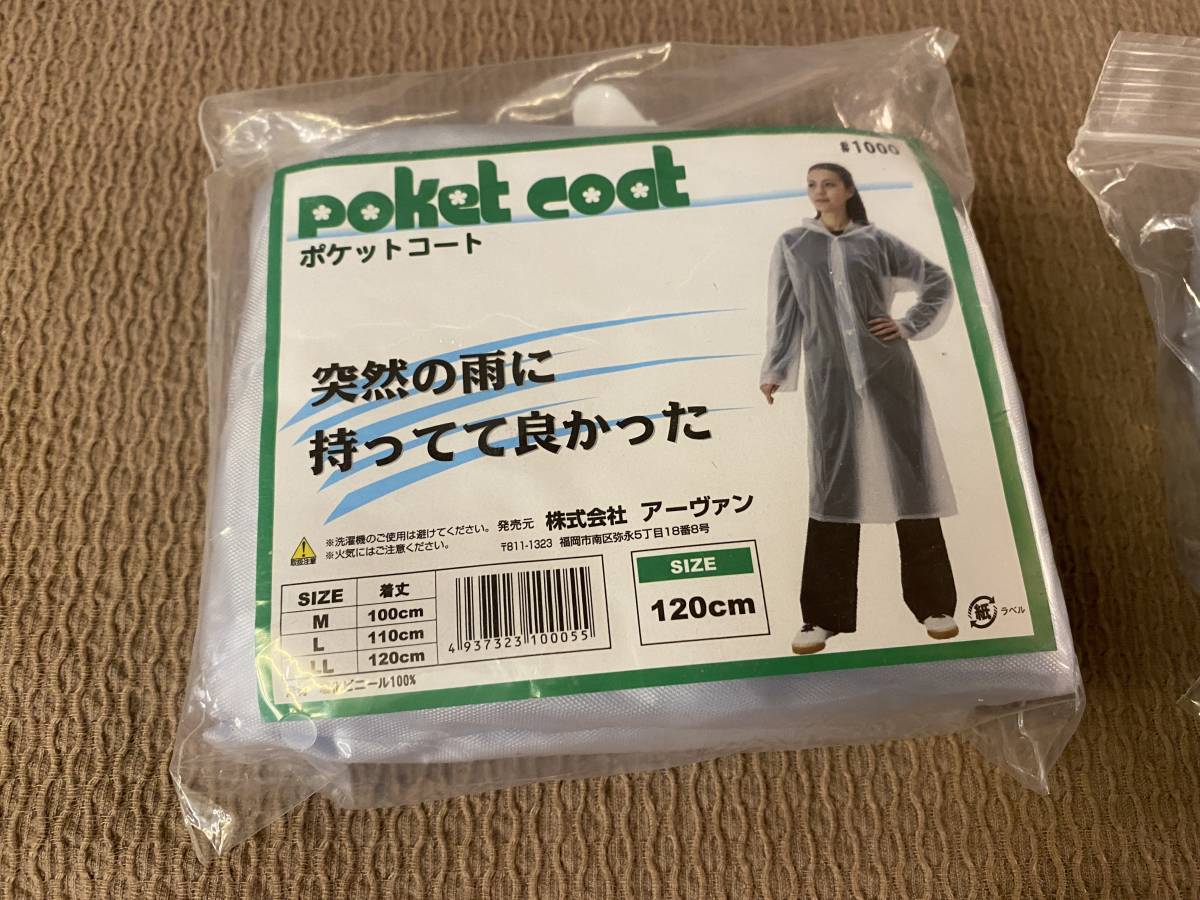 poket coat
#1000
ポケットコート
突然の雨に
持ってて良かった
※洗濯機のご使用は避けてください。
※火気にはご注意ください。
取扱注意
発売元 株式会社 アーヴァン
〒811-1323 福岡市南区弥永5丁目18番8号
SIZE 着丈
M 100cm
L 110cm
LL 120cm
ビニール100%
4 937323 100055
SIZE
120cm
紙 ラベル